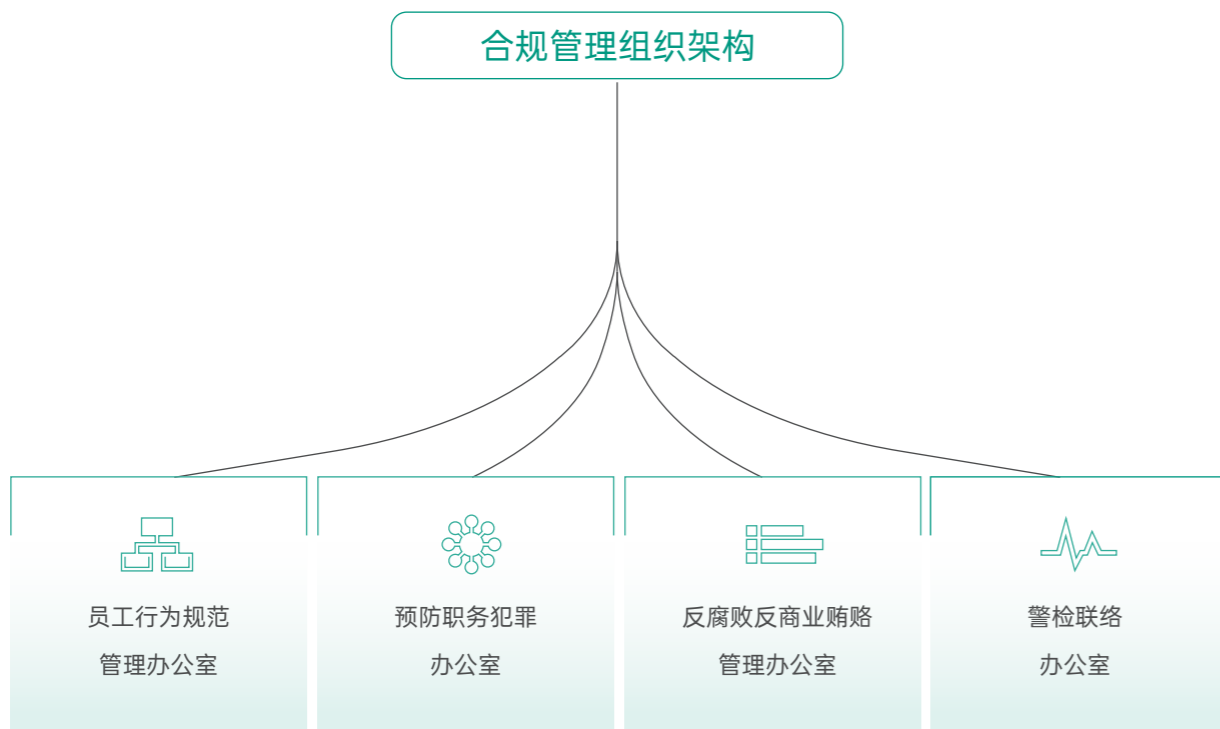 合规管理组织架构
员工行为规范
管理办公室
预防职务犯罪
办公室
反腐败反商业贿赂
管理办公室
警检联络
办公室